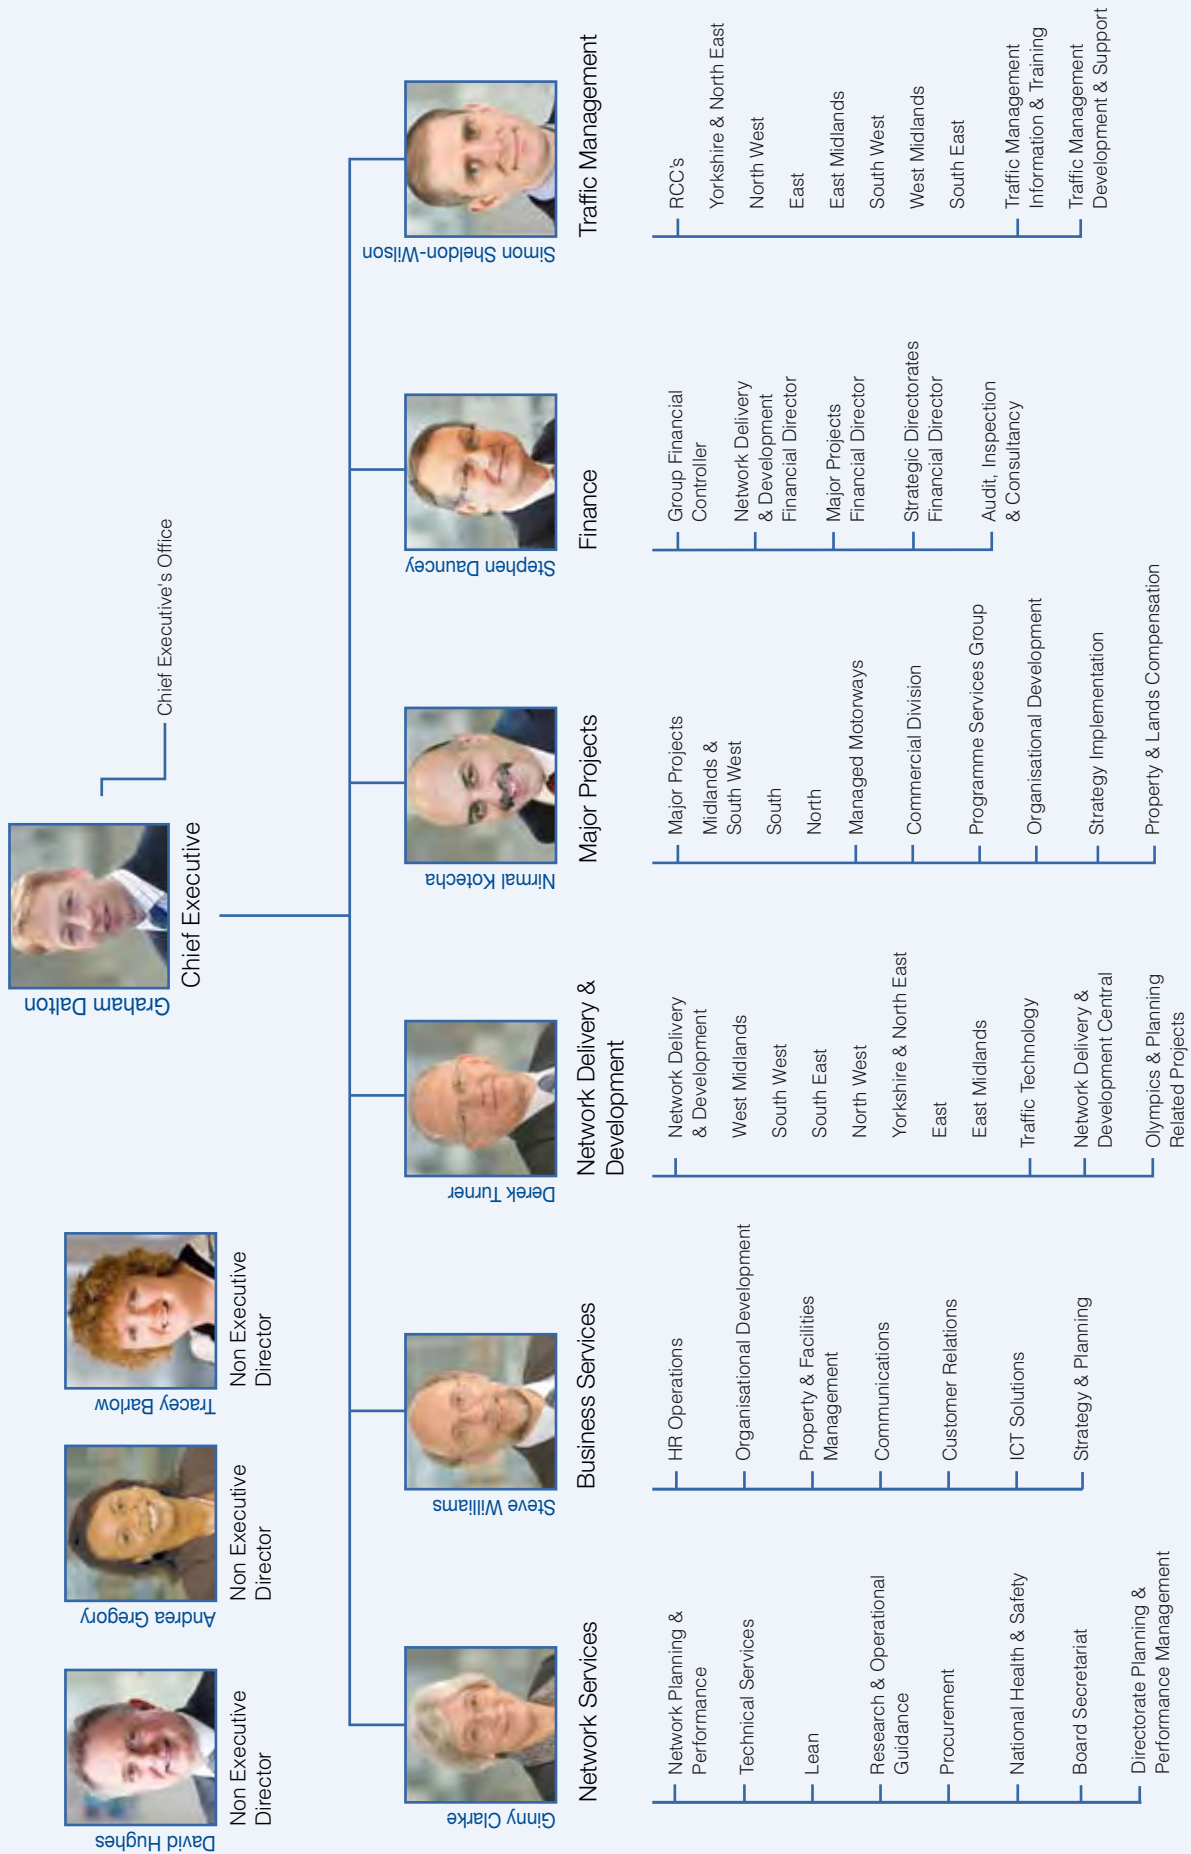 Graham Dalton
Chief Executive
Chief Executive's Office
David Hughes
Non Executive
Director
Andrea Gregory
Non Executive
Director
Tracey Barlow
Non Executive
Director
Ginny Clarke
Network Services
Network Planning &
Performance
Technical Services
Lean
Research & Operational
Guidance
Procurement
National Health & Safety
Board Secretariat
Directorate Planning &
Performance Management
Steve Williams
Business Services
HR Operations
Organisational Development
Property & Facilities
Management
Communications
Customer Relations
ICT Solutions
Strategy & Planning
Derek Turner
Network Delivery &
Development
Network Delivery
& Development
West Midlands
South West
South East
North West
Yorkshire & North East
East
East Midlands
Traffic Technology
Network Delivery &
Development Central
Olympics & Planning
Related Projects
Nirmal Kotecha
Major Projects
Major Projects
Midlands &
South West
South
North
Managed Motorways
Commercial Division
Programme Services Group
Organisational Development
Strategy Implementation
Property & Lands Compensation
Stephen Dauncey
Finance
Group Financial
Controller
Network Delivery
& Development
Financial Director
Major Projects
Financial Director
Strategic Directorates
Financial Director
Audit, Inspection
& Consultancy
Simon Sheldon-Wilson
Traffic Management
RCC's
Yorkshire & North East
North West
East
East Midlands
South West
West Midlands
South East
Traffic Management
Information & Training
Traffic Management
Development & Support